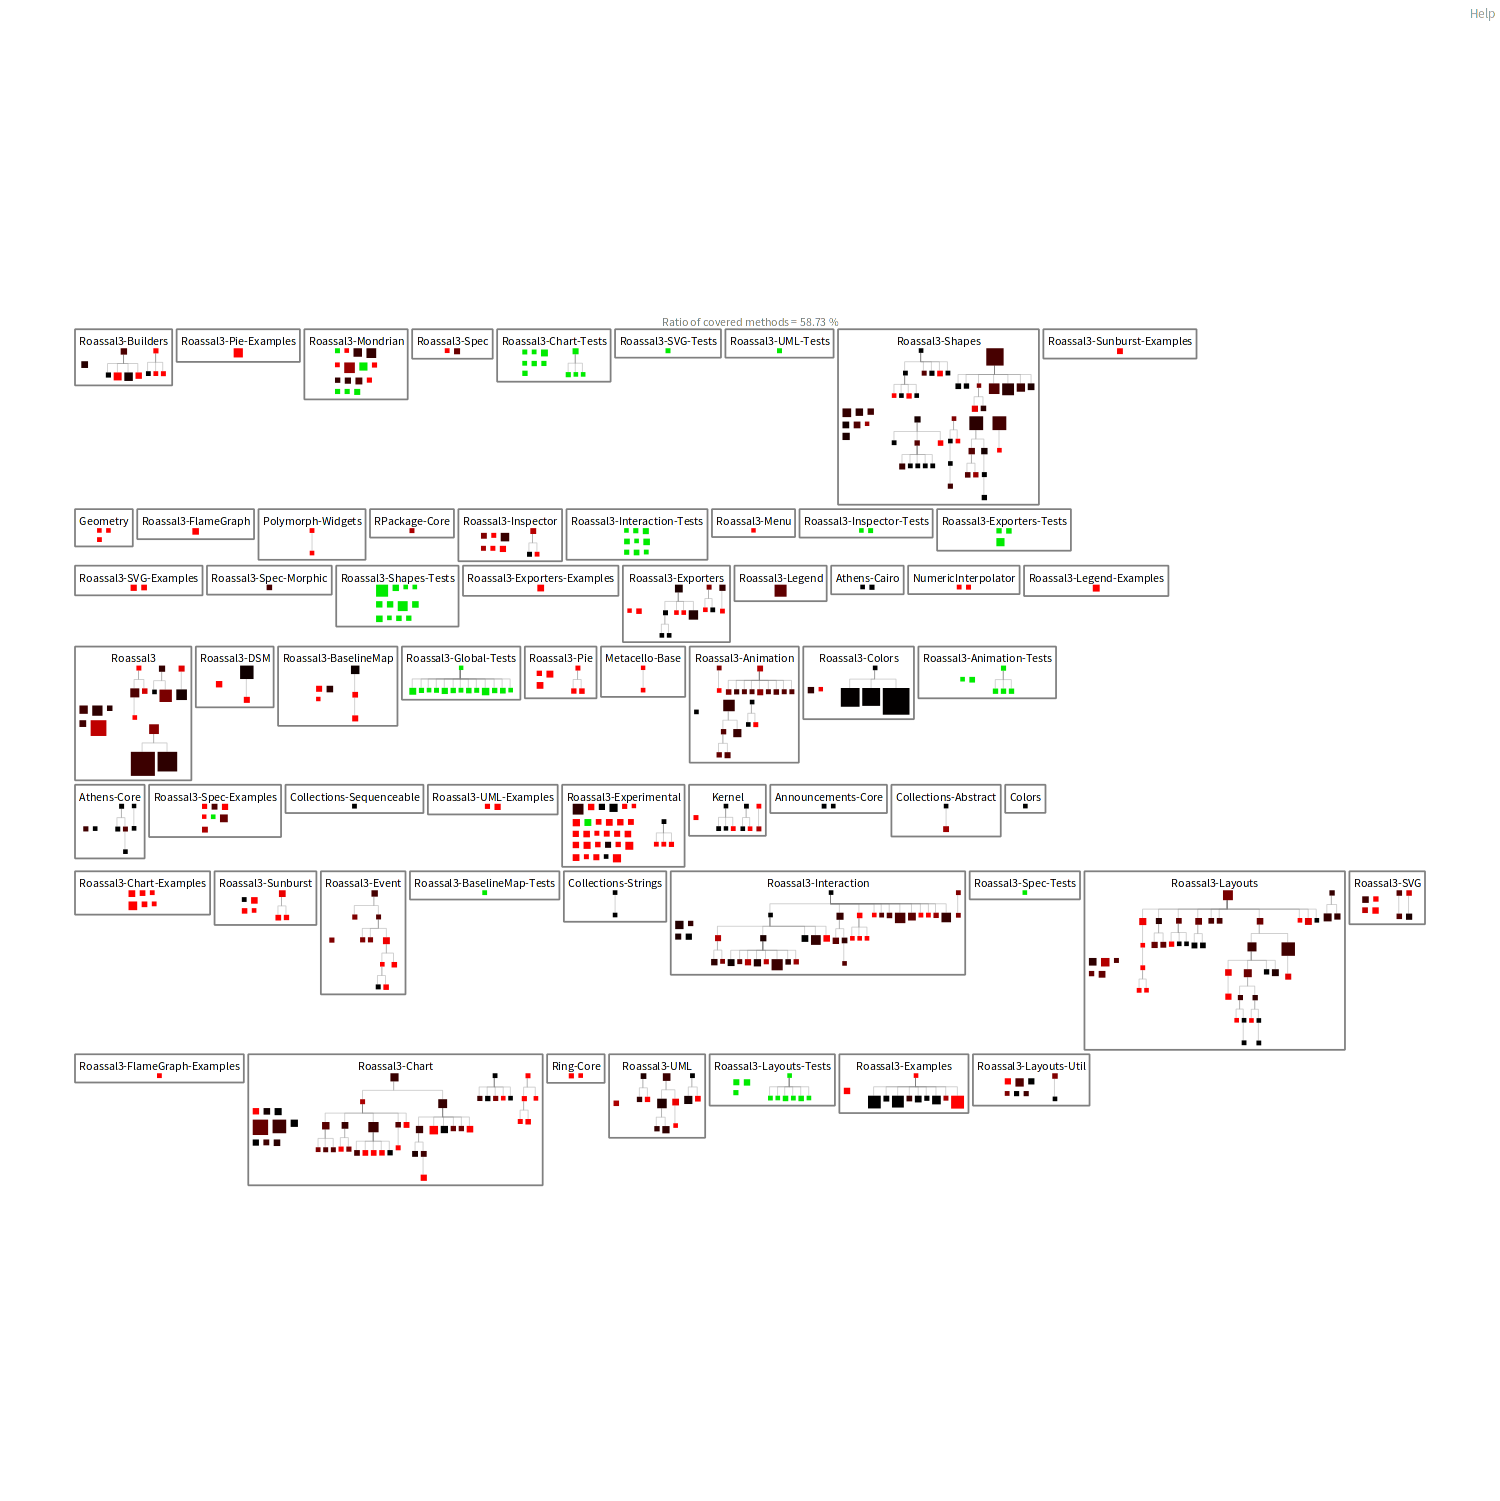 Help
Ratio of covered methods = 58.73 %
Roassal3-Builders
Roassal3-Pie-Examples
Roassal3-Mondrian
Roassal3-Spec
Roassal3-Chart-Tests
Roassal3-SVG-Tests
Roassal3-UML-Tests
Roassal3-Shapes
Roassal3-Sunburst-Examples
Geometry
Roassal3-FlameGraph
Polymorph-Widgets
RPackage-Core
Roassal3-Inspector
Roassal3-Interaction-Tests
Roassal3-Menu
Roassal3-Inspector-Tests
Roassal3-Exporters-Tests
Roassal3-SVG-Examples
Roassal3-Spec-Morphic
Roassal3-Shapes-Tests
Roassal3-Exporters-Examples
Roassal3-Exporters
Roassal3-Legend
Athens-Cairo
NumericInterpolator
Roassal3-Legend-Examples
Roassal3
Roassal3-DSM
Roassal3-BaselineMap
Roassal3-Global-Tests
Roassal3-Pie
Metacello-Base
Roassal3-Animation
Roassal3-Colors
Roassal3-Animation-Tests
Athens-Core
Roassal3-Spec-Examples
Collections-Sequenceable
Roassal3-UML-Examples
Roassal3-Experimental
Kernel
Announcements-Core
Collections-Abstract
Colors
Roassal3-Chart-Examples
Roassal3-Sunburst
Roassal3-Event
Roassal3-BaselineMap-Tests
Collections-Strings
Roassal3-Interaction
Roassal3-Spec-Tests
Roassal3-Layouts
Roassal3-SVG
Roassal3-FlameGraph-Examples
Roassal3-Chart
Ring-Core
Roassal3-UML
Roassal3-Layouts-Tests
Roassal3-Examples
Roassal3-Layouts-Util